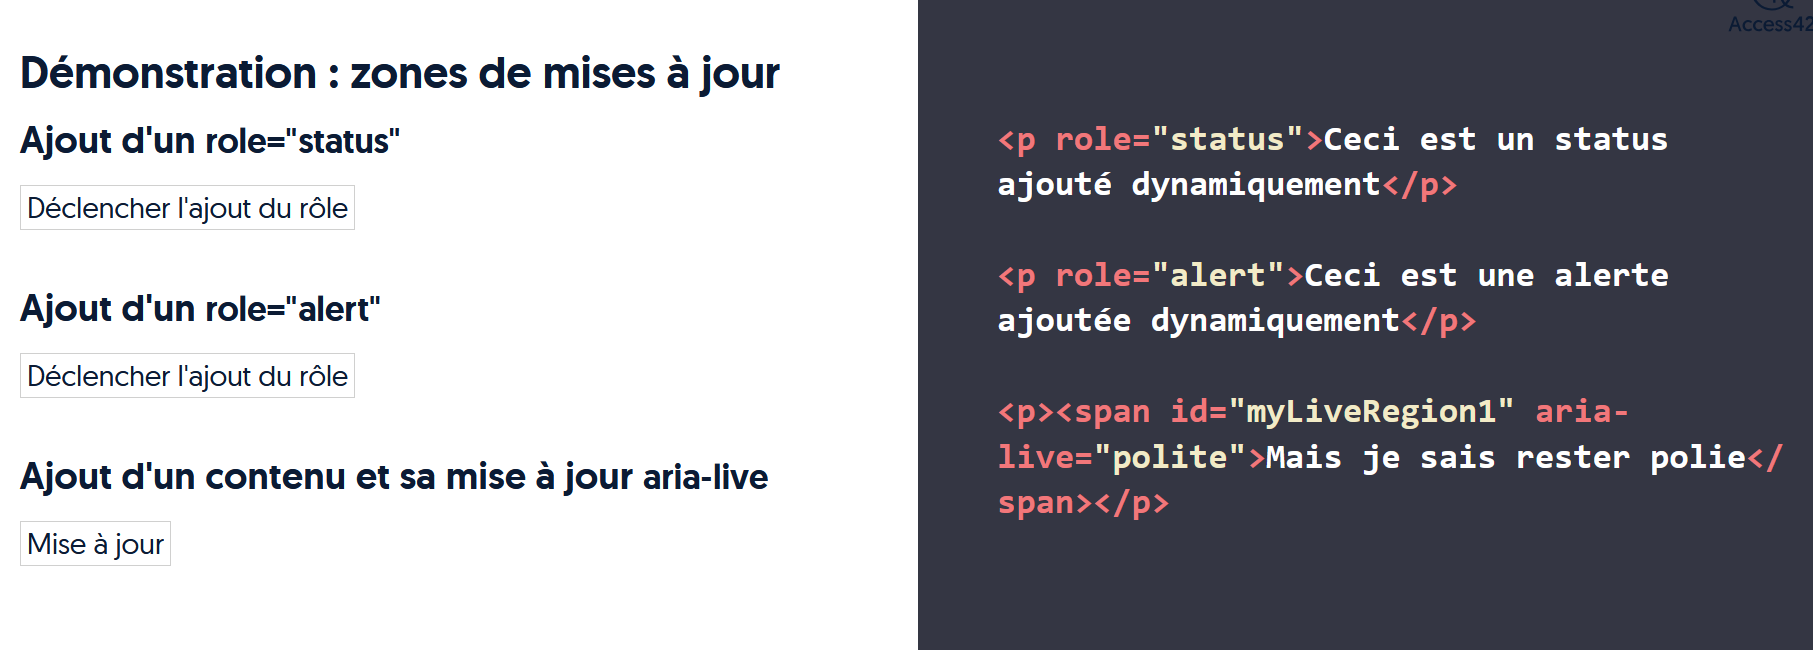 Démonstration : zones de mises à jour
Ajout d'un role="status"
Déclencher l'ajout du rôle
Ajout d'un role="alert"
Déclencher l'ajout du rôle
Ajout d'un contenu et sa mise à jour aria-live
Mise à jour
Access42
<p role="status">Ceci est un status
ajouté dynamiquement</p>
<p role="alert">Ceci est une alerte
ajoutée dynamiquement</p>
<p><span id="myLiveRegion1" aria-
live="polite">Mais je sais rester polie</
span></p>